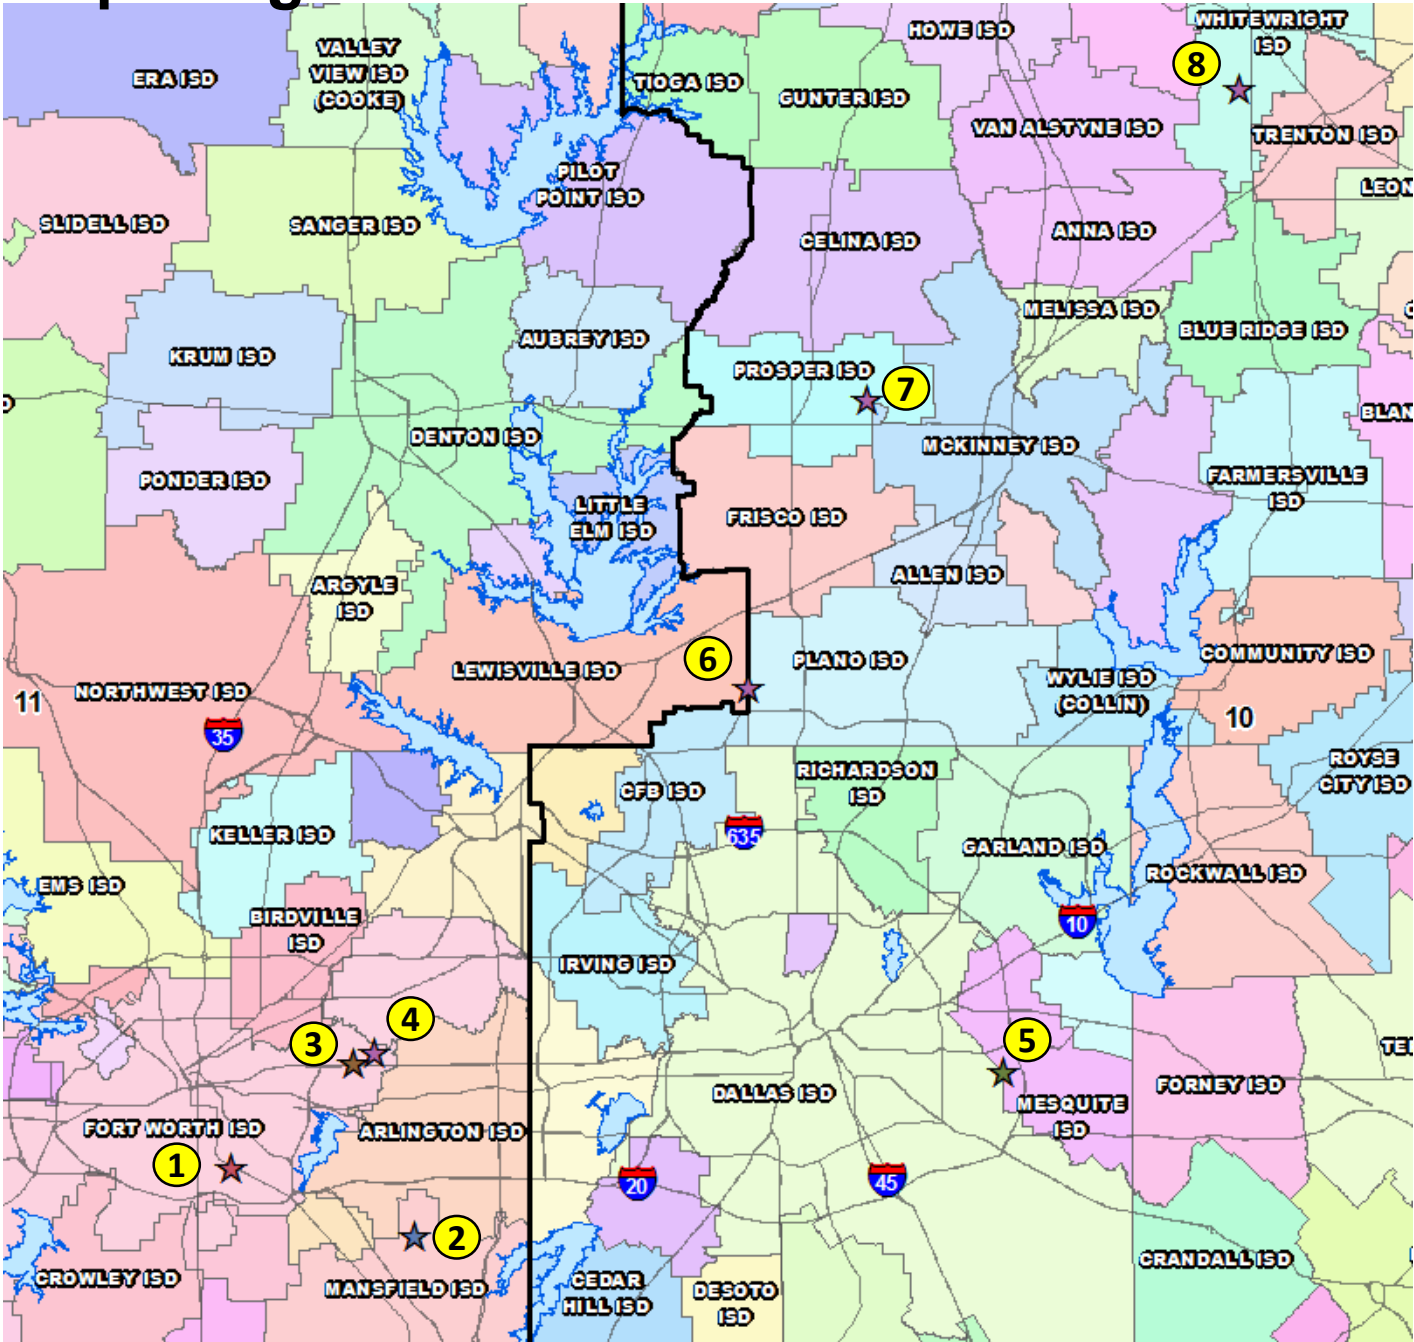 HOWE ISD
WHITEWRIGHT
ISD
VALLEY
VIEW ISD
(COOKE)
ERA ISD
TIOGA ISD
GUNTER ISD
8
VAN ALSTYNE ISD
TRENTON ISD
PILOT
POINT ISD
LEON
SLIDELL ISD
SANGER ISD
CELINA ISD
ANNA ISD
MELISSA ISD
BLUE RIDGE ISD
KRUM ISD
AUBREY ISD
PROSPER ISD
7
BLAN
DENTON ISD
MCKINNEY ISD
PONDER ISD
FARMERSVILLE
ISD
LITTLE
ELM ISD
FRISCO ISD
ARGYLE
ISD
ALLEN ISD
6
LEWISVILLE ISD
PLANO ISD
COMMUNITY ISD
WYLIE ISD
(COLLIN)
11
NORTHWEST ISD
10
35
ROYSE
CITY ISD
RICHARDSON
ISD
CFB ISD
KELLER ISD
635
GARLAND ISD
ROCKWALL ISD
EMS ISD
BIRDVILLE
ISD
10
IRVING ISD
4
3
5
TE
DALLAS ISD
FORNEY ISD
MESQUITE
ISD
FORT WORTH ISD
ARLINGTON ISD
1
20
45
2
CROWLEY ISD
MANSFIELD ISD
CEDAR
HILL ISD
DESOTO
ISD
CRANDALL ISD